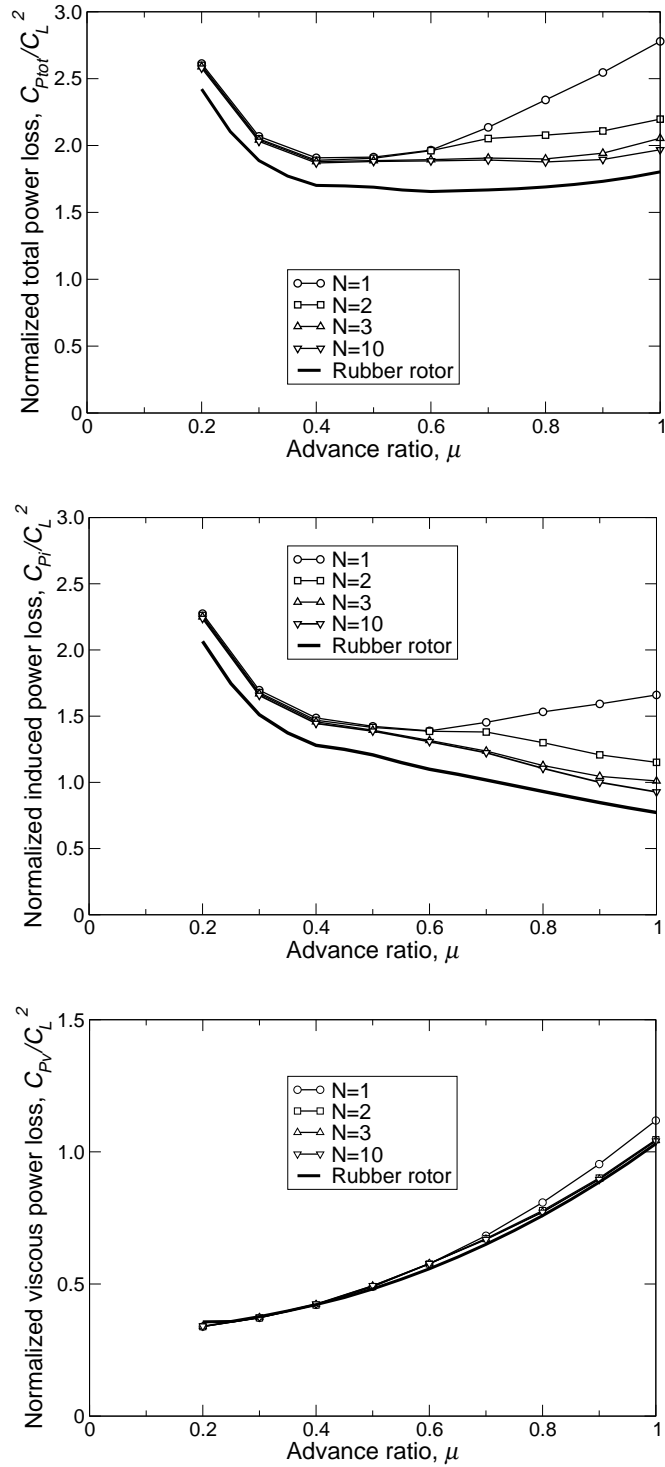 Normalized total power loss, C_Ptot/C_L^2
3.0
2.5
2.0
1.5
1.0
0.5
0
N=1
N=2
N=3
N=10
Rubber rotor
0 0.2 0.4 0.6 0.8 1
Advance ratio, μ
Normalized induced power loss, C_Pi/C_L^2
3.0
2.5
2.0
1.5
1.0
0.5
0
N=1
N=2
N=3
N=10
Rubber rotor
0 0.2 0.4 0.6 0.8 1
Advance ratio, μ
Normalized viscous power loss, C_Pv/C_L^2
1.5
1.0
0.5
0
N=1
N=2
N=3
N=10
Rubber rotor
0 0.2 0.4 0.6 0.8 1
Advance ratio, μ